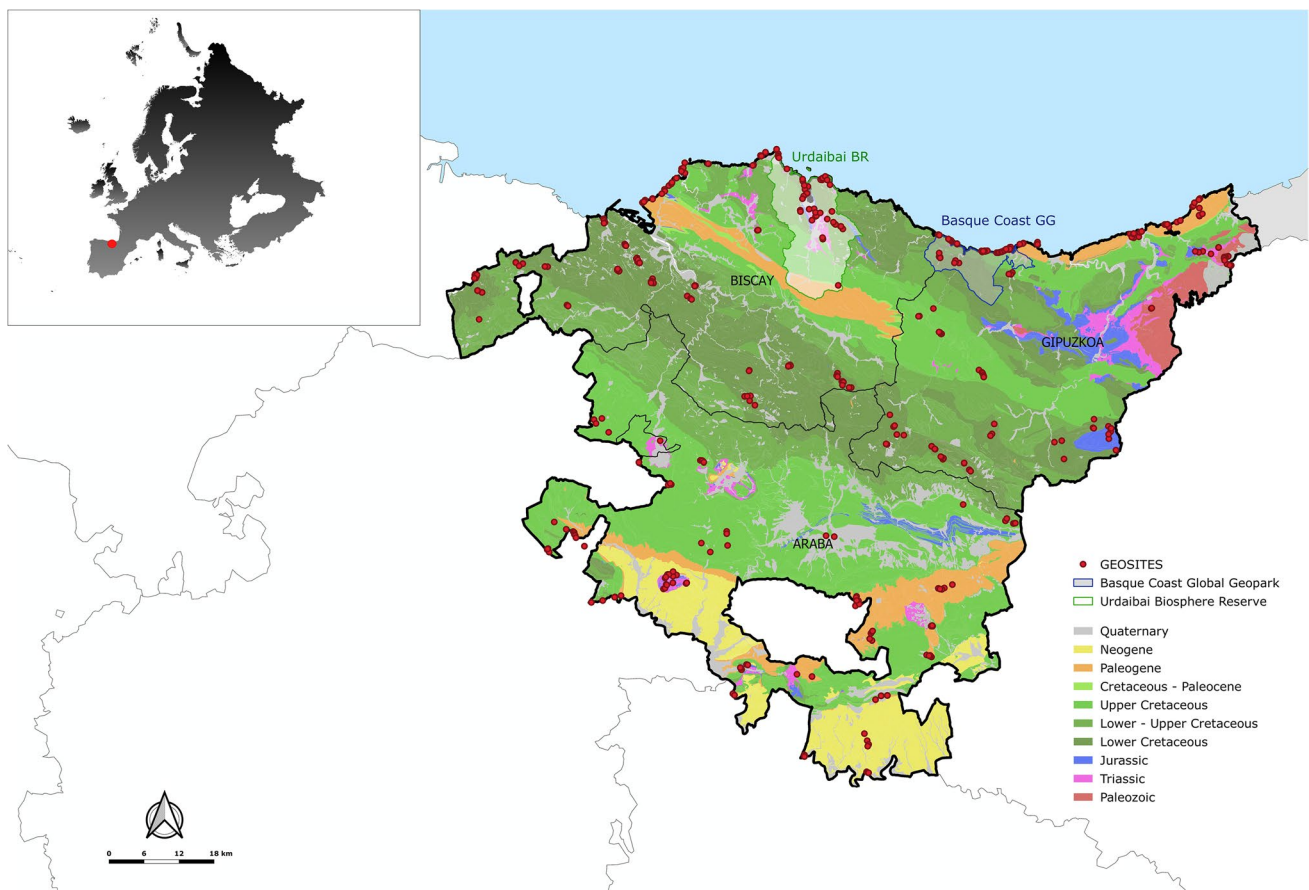 Urdaibai BR
Basque Coast GG
BISCAY
GIPUZKOA
ARABA
GEOSITES
Basque Coast Global Geopark
Urdaibai Biosphere Reserve
Quaternary
Neogene
Paleogene
Cretaceous - Paleocene
Upper Cretaceous
Lower - Upper Cretaceous
Lower Cretaceous
Jurassic
Triassic
Paleozoic
0 6 12 18 km